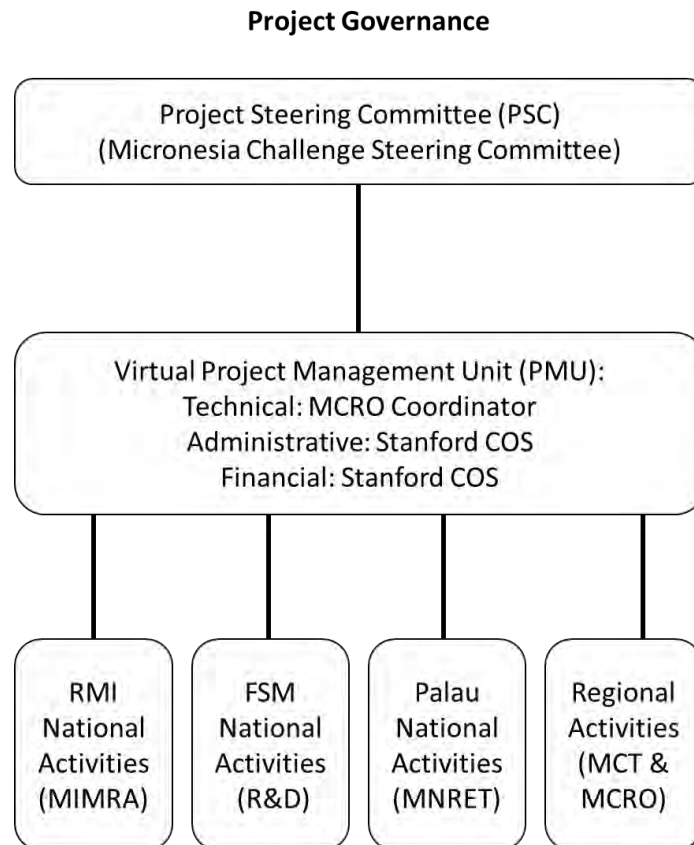 Project Governance
Project Steering Committee (PSC)
(Micronesia Challenge Steering Committee)
Virtual Project Management Unit (PMU):
Technical: MCRO Coordinator
Administrative: Stanford COS
Financial: Stanford COS
RMI
National
Activities
(MIMRA)
FSM
National
Activities
(R&D)
Palau
National
Activities
(MNRET)
Regional
Activities
(MCT &
MCRO)